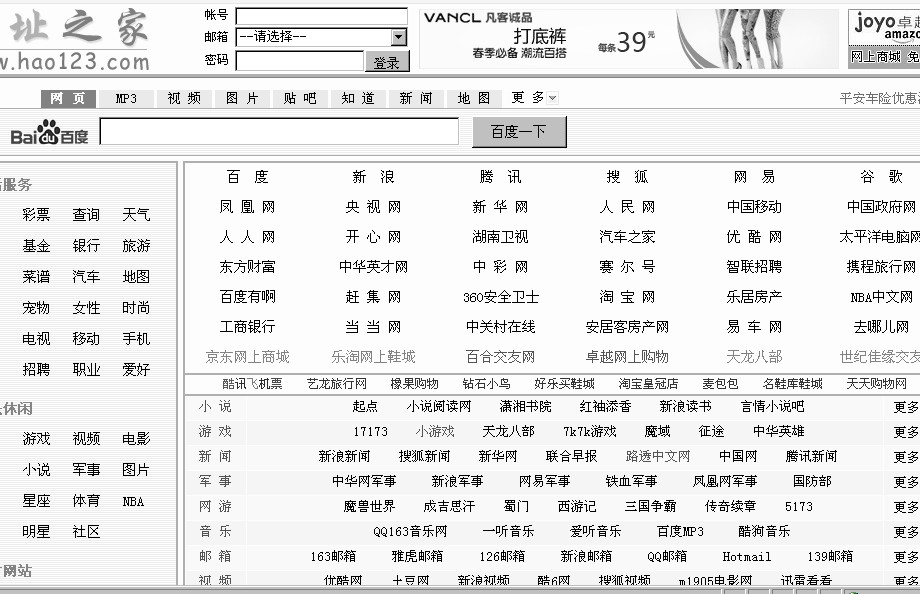 址之家
w.hao123.com
帐号
邮箱 --请选择--
密码 登录
VANCL 凡客诚品
打底裤
春季必备 潮流百搭
每条39元
joyo卓越
amazo
网上商城 免
网 页 MP3 视 频 图 片 贴 吧 知 道 新 闻 地 图 更 多 平安车险优惠
Bai du 百度 百度一下
服务
彩票 查询 天气
基金 银行 旅游
菜谱 汽车 地图
宠物 女性 时尚
电视 移动 手机
招聘 职业 爱好
休闲
游戏 视频 电影
小说 军事 图片
星座 体育 NBA
明星 社区
网站
百 度 新 浪 腾 讯 搜 狐 网 易 谷 歌
凤 凰 网 央 视 网 新 华 网 人 民 网 中国移动 中国政府网
人 人 网 开 心 网 湖南卫视 汽车之家 优 酷 网 太平洋电脑网
东方财富 中华英才网 中 彩 网 赛 尔 号 智联招聘 携程旅行网
百度有啊 赶 集 网 360安全卫士 淘 宝 网 乐居房产 NBA中文网
工商银行 当 当 网 中关村在线 安居客房产网 易 车 网 去哪儿网
京东网上商城 乐淘网上鞋城 百合交友网 卓越网上购物 天龙八部 世纪佳缘交友
酷讯飞机票 艺龙旅行网 橡果购物 钻石小鸟 好乐买鞋城 淘宝皇冠店 麦包包 名鞋库鞋城 天天购物网
小 说 起点 小说阅读网 潇湘书院 红袖添香 新浪读书 言情小说吧 更多
游 戏 17173 小游戏 天龙八部 7k7k游戏 魔域 征途 中华英雄 更多
新 闻 新浪新闻 搜狐新闻 新华网 联合早报 路透中文网 中国网 腾讯新闻 更多
军 事 中华网军事 新浪军事 网易军事 铁血军事 凤凰网军事 国防部 更多
网 游 魔兽世界 成吉思汗 蜀门 西游记 三国争霸 传奇续章 5173 更多
音 乐 QQ163音乐网 一听音乐 爱听音乐 百度MP3 酷狗音乐 更多
邮 箱 163邮箱 雅虎邮箱 126邮箱 新浪邮箱 QQ邮箱 Hotmail 139邮箱 更多
视 频 优酷网 土豆网 新浪视频 酷6网 搜狐视频 m1905电影网 迅雷看看 更多